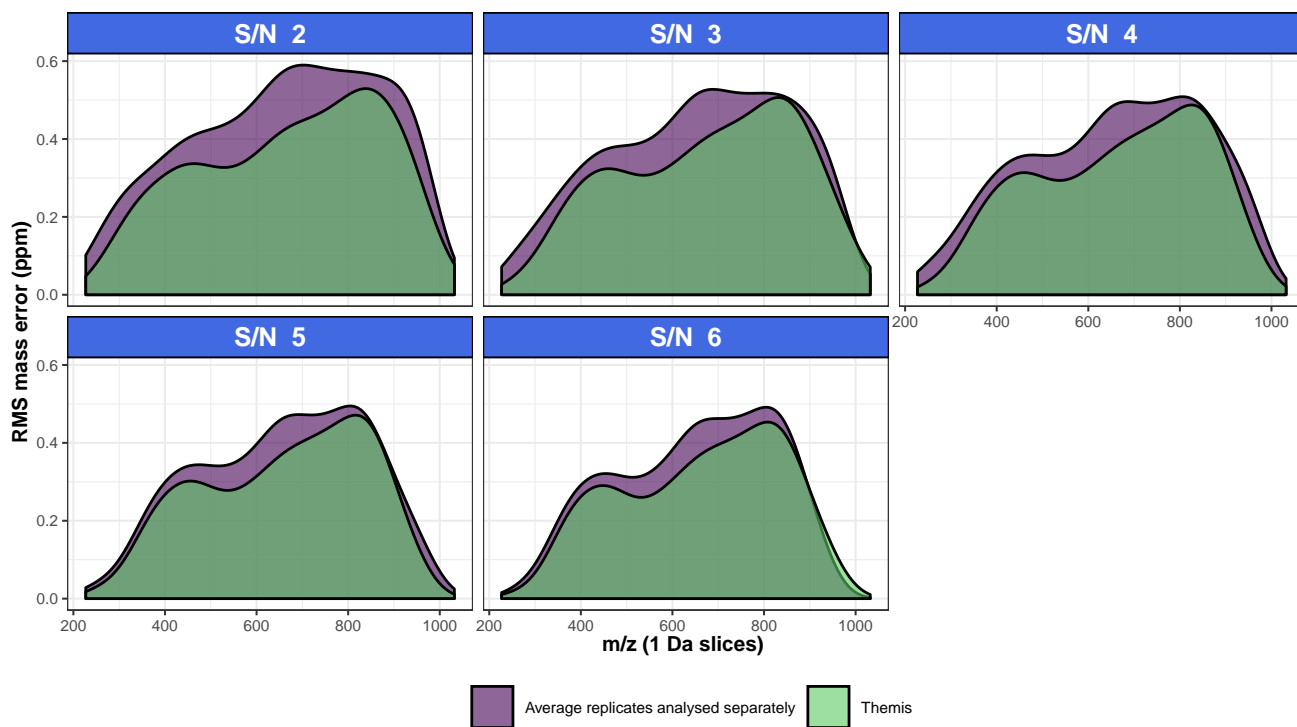 S/N 2
S/N 3
S/N 4
0.6
0.4
0.2
0.0
200 400 600 800 1000
S/N 5
S/N 6
0.6
0.4
0.2
0.0
200 400 600 800 1000
200 400 600 800 1000
RMS mass error (ppm)
m/z (1 Da slices)
Average replicates analysed separately
Themis